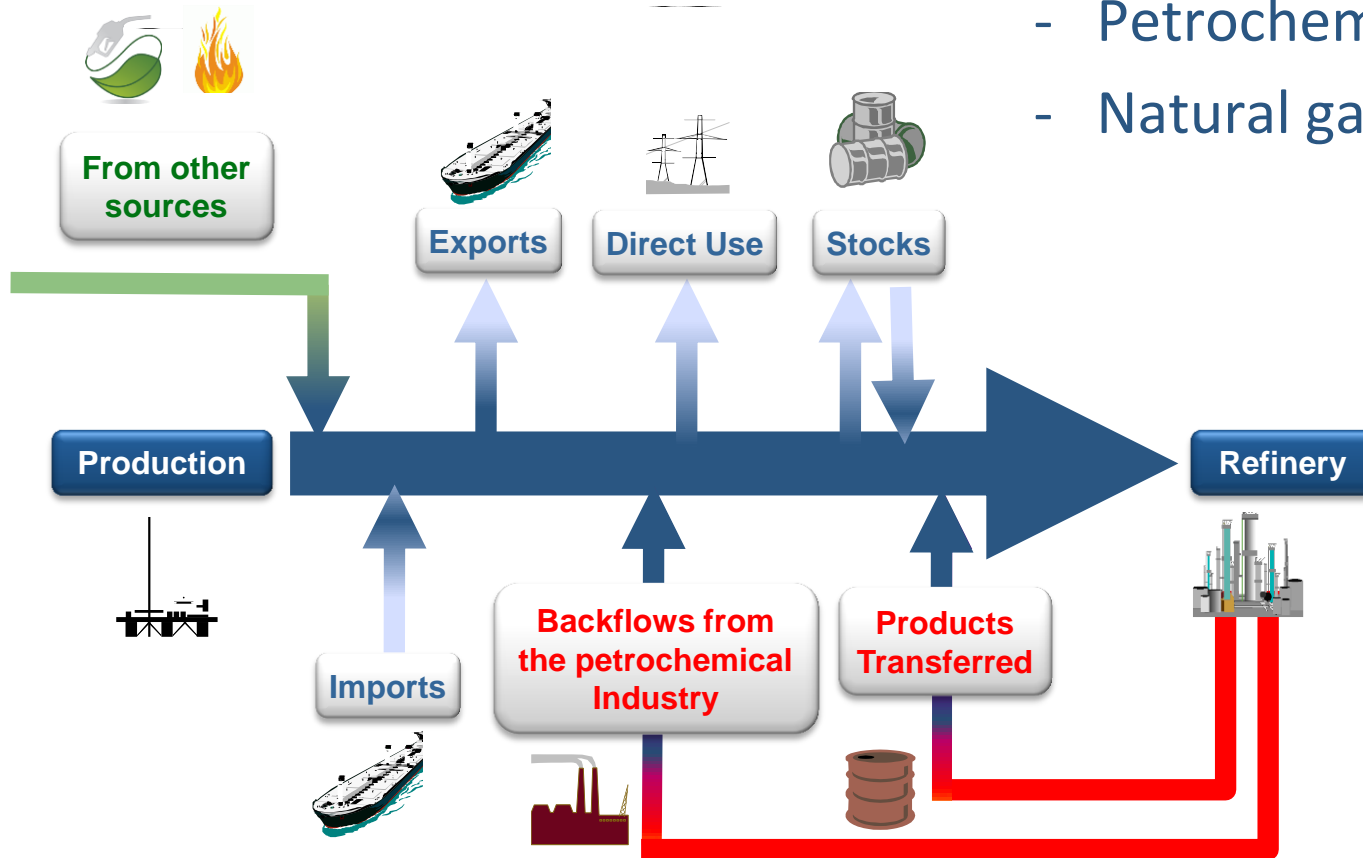 - Petrochem
- Natural ga
From other
sources
Exports
Direct Use
Stocks
Production
Refinery
Backflows from
the petrochemical
Industry
Products
Transferred
Imports